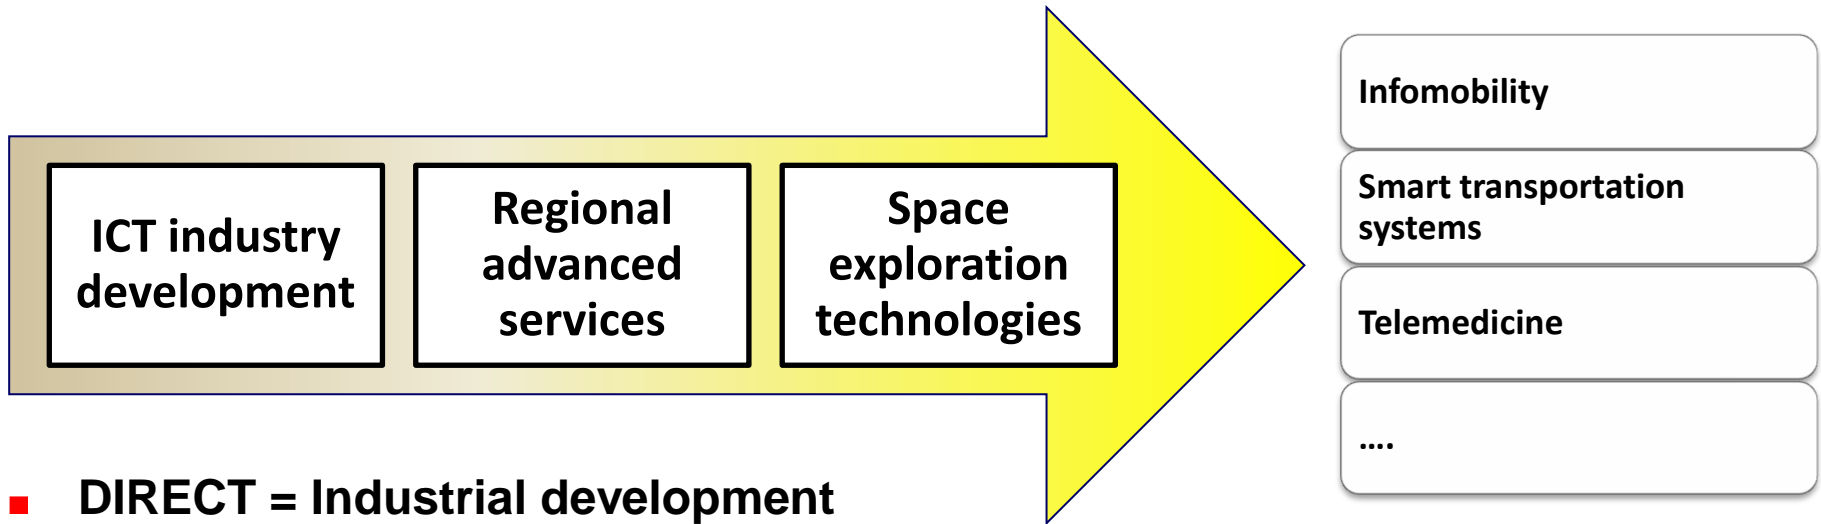 ICT industry
development
Regional
advanced
services
Space
exploration
technologies
Infomobility
Smart transportation
systems
Telemedicine
....
DIRECT = Industrial development